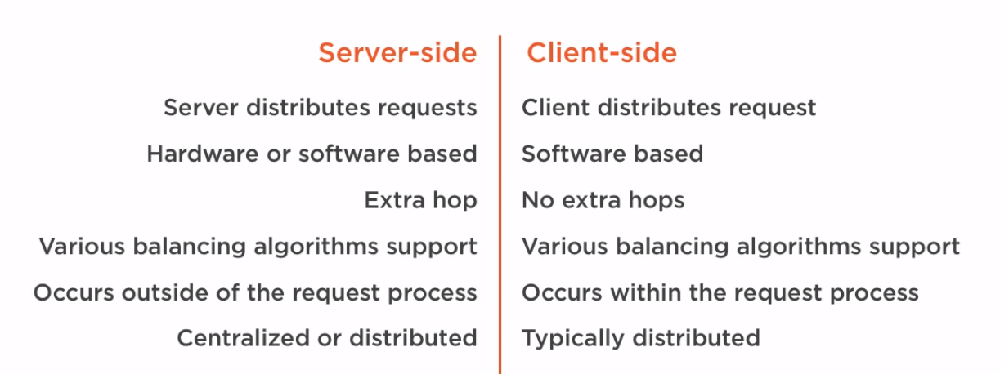 Server-side
Client-side
Server distributes requests
Client distributes request
Hardware or software based
Software based
Extra hop
No extra hops
Various balancing algorithms support
Various balancing algorithms support
Occurs outside of the request process
Occurs within the request process
Centralized or distributed
Typically distributed